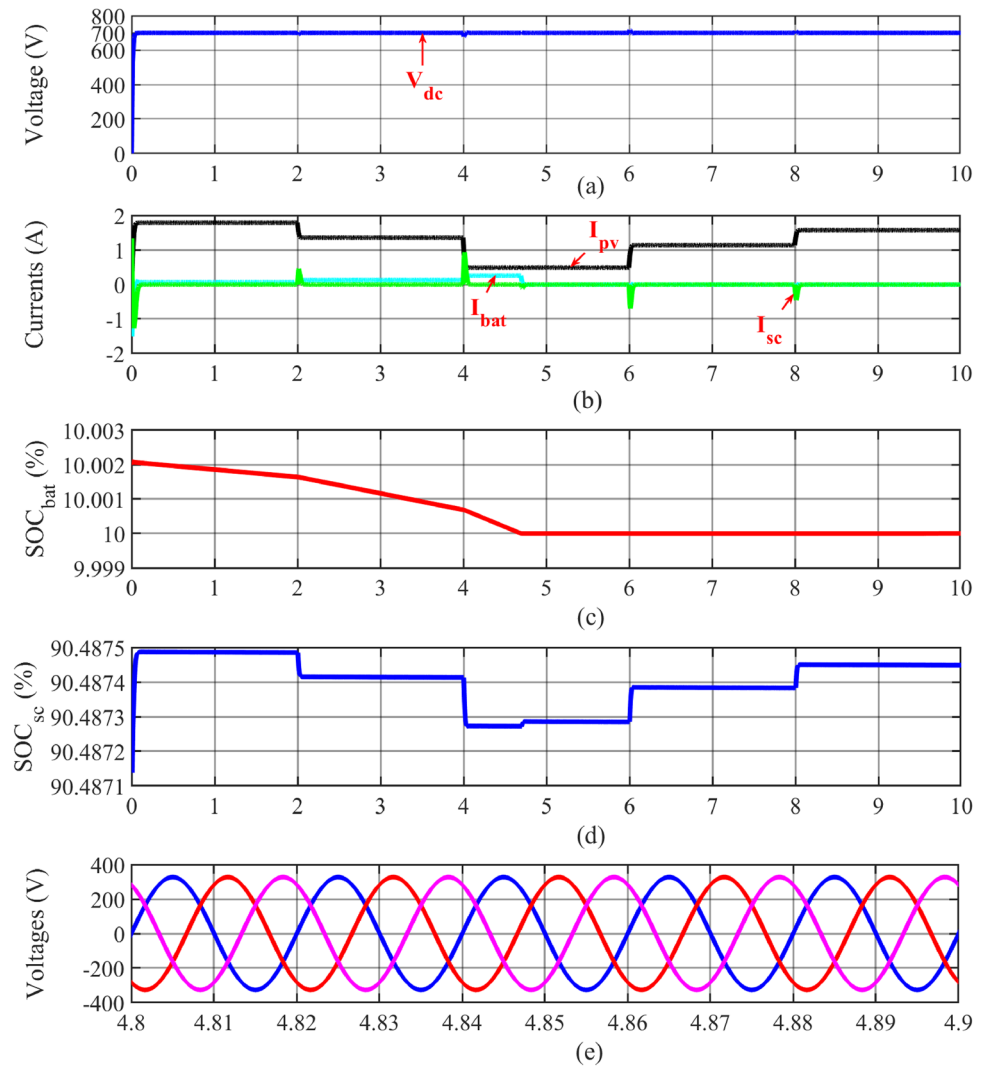 Voltage (V)
800
700
600
400
200
0
V dc
0 1 2 3 4 5 6 7 8 9 10
(a)
Currents (A)
2
1
0
-1
-2
I pv
I bat
I sc
0 1 2 3 4 5 6 7 8 9 10
(b)
SOC bat (%)
10.003
10.002
10.001
10
9.999
0 1 2 3 4 5 6 7 8 9 10
(c)
SOC sc (%)
90.4875
90.4874
90.4873
90.4872
90.4871
0 1 2 3 4 5 6 7 8 9 10
(d)
Voltages (V)
400
200
0
-200
-400
4.8 4.81 4.82 4.83 4.84 4.85 4.86 4.87 4.88 4.89 4.9
(e)